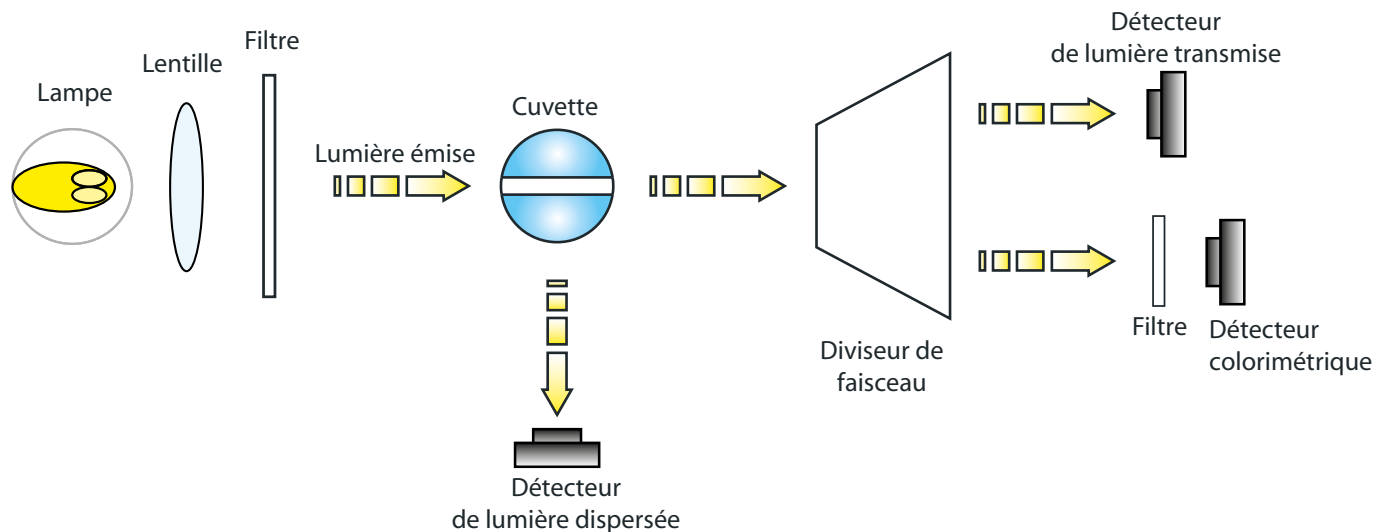 Lampe
Lentille
Filtre
Lumière émise
Cuvette
Détecteur
de lumière dispersée
Diviseur de
faisceau
Détecteur
de lumière transmise
Filtre
Détecteur
colorimétrique